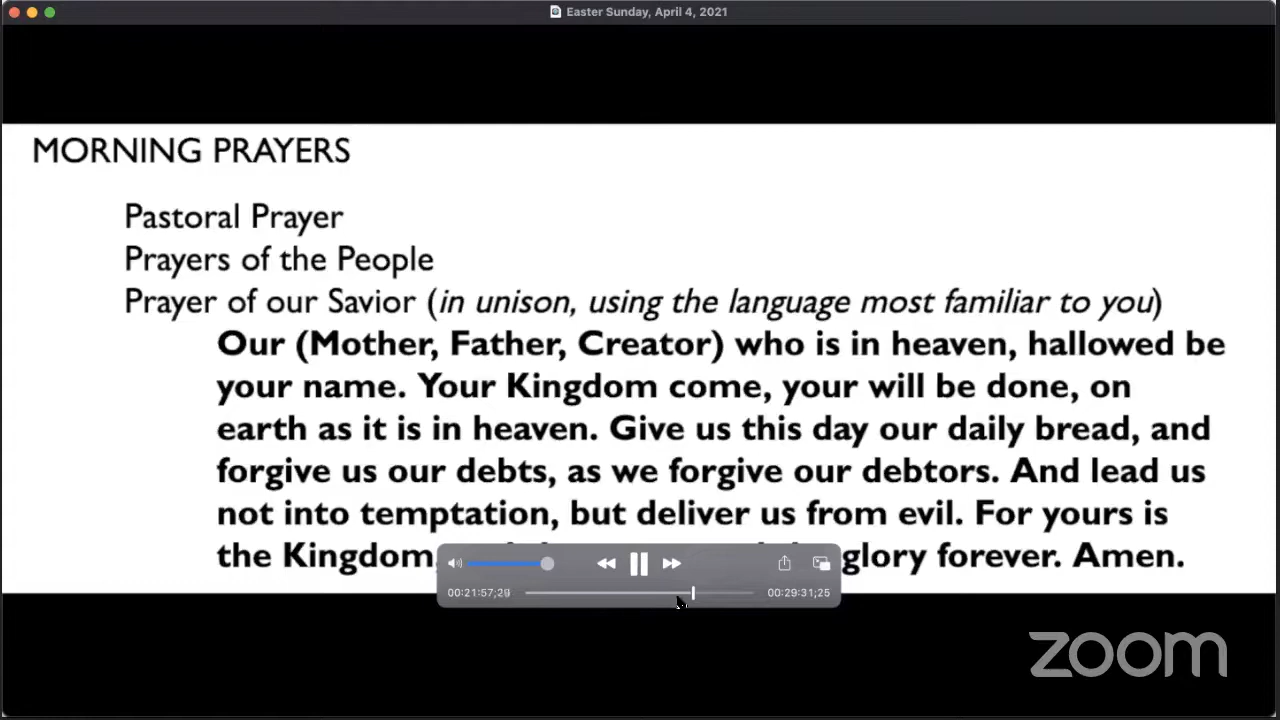 Easter Sunday, April 4, 2021
MORNING PRAYERS
Pastoral Prayer
Prayers of the People
Prayer of our Savior (in unison, using the language most familiar to you)
Our (Mother, Father, Creator) who is in heaven, hallowed be
your name. Your Kingdom come, your will be done, on
earth as it is in heaven. Give us this day our daily bread, and
forgive us our debts, as we forgive our debtors. And lead us
not into temptation, but deliver us from evil. For yours is
the Kingdom, glory forever. Amen.
00:21:57;29 00:29:31;25
zoom